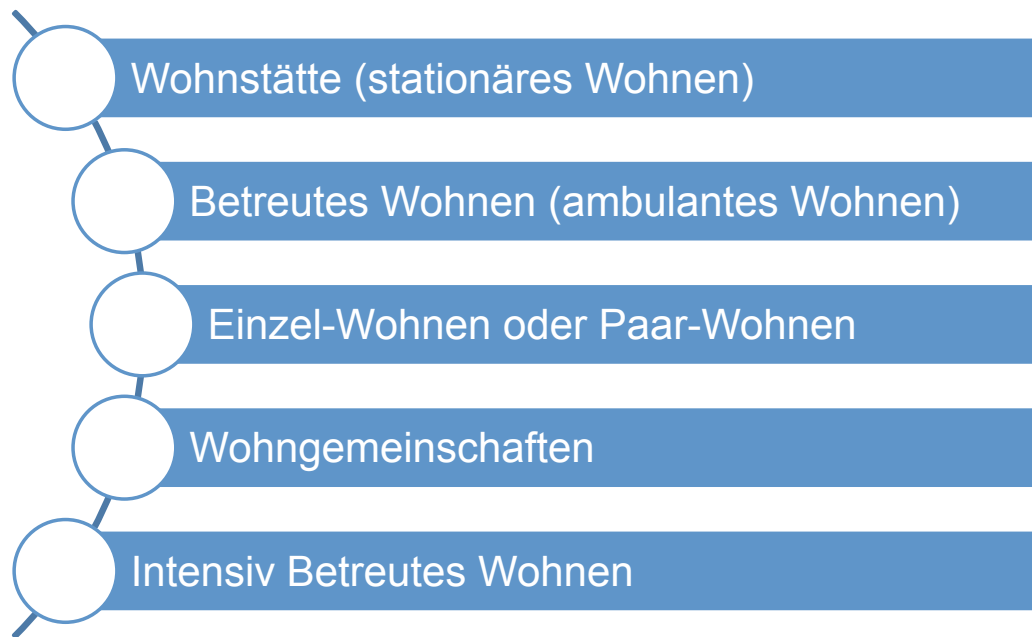 Wohnstätte (stationäres Wohnen)
Betreutes Wohnen (ambulantes Wohnen)
Einzel-Wohnen oder Paar-Wohnen
Wohngemeinschaften
Intensiv Betreutes Wohnen